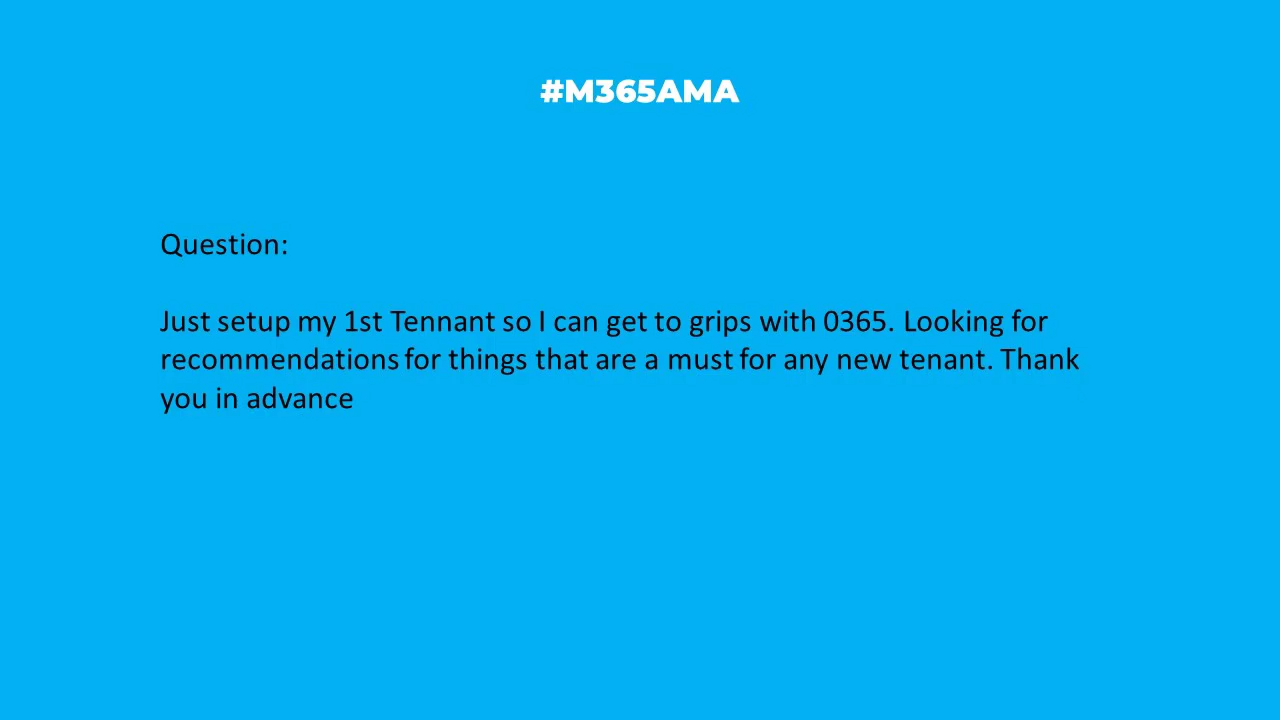 #M365AMA
Question:
Just setup my 1st Tennant so I can get to grips with 0365. Looking for
recommendations for things that are a must for any new tenant. Thank
you in advance